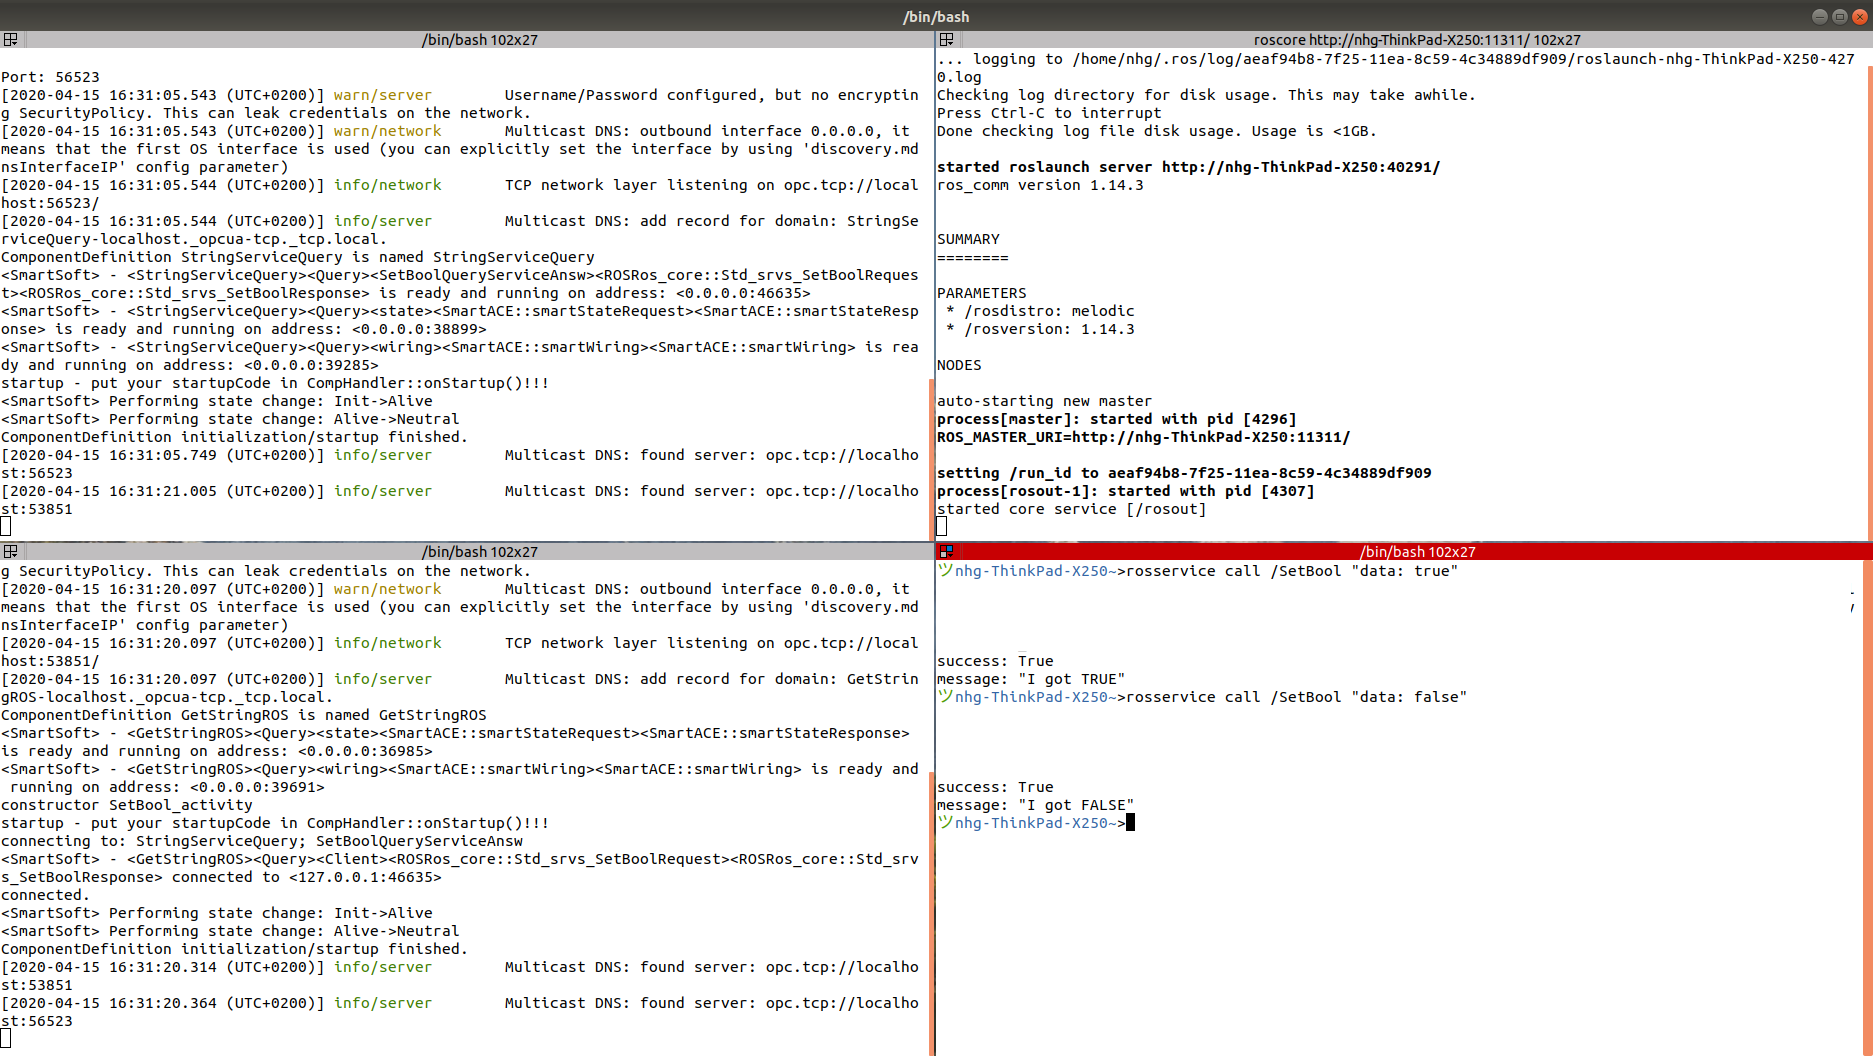 /bin/bash
/bin/bash 102x27
Port: 56523
[2020-04-15 16:31:05.543 (UTC+0200)] warn/server        Username/Password configured, but no encryptin
g SecurityPolicy. This can leak credentials on the network.
[2020-04-15 16:31:05.543 (UTC+0200)] warn/network       Multicast DNS: outbound interface 0.0.0.0, it
means that the first OS interface is used (you can explicitly set the interface by using 'discovery.md
nsInterfaceIP' config parameter)
[2020-04-15 16:31:05.544 (UTC+0200)] info/network       TCP network layer listening on opc.tcp://local
host:56523/
[2020-04-15 16:31:05.544 (UTC+0200)] info/server        Multicast DNS: add record for domain: StringSe
rviceQuery-localhost._opcua-tcp._tcp.local.
ComponentDefinition StringServiceQuery is named StringServiceQuery
<SmartSoft> - <StringServiceQuery><Query><SetBoolQueryServiceAnsw><ROSRos_core::Std_srvs_SetBoolReques
t><ROSRos_core::Std_srvs_SetBoolResponse> is ready and running on address: <0.0.0.0:46635>
<SmartSoft> - <StringServiceQuery><Query><state><SmartACE::smartStateRequest><SmartACE::smartStateResp
onse> is ready and running on address: <0.0.0.0:38899>
<SmartSoft> - <StringServiceQuery><Query><wiring><SmartACE::smartWiring><SmartACE::smartWiring> is rea
dy and running on address: <0.0.0.0:39285>
startup - put your startupCode in CompHandler::onStartup()!!!
<SmartSoft> Performing state change: Init->Alive
<SmartSoft> Performing state change: Alive->Neutral
ComponentDefinition initialization/startup finished.
[2020-04-15 16:31:05.749 (UTC+0200)] info/server        Multicast DNS: found server: opc.tcp://localho
st:56523
[2020-04-15 16:31:21.005 (UTC+0200)] info/server        Multicast DNS: found server: opc.tcp://localho
st:53851
roscore http://nhg-ThinkPad-X250:11311/ 102x27
... logging to /home/nhg/.ros/log/aeaf94b8-7f25-11ea-8c59-4c34889df909/roslaunch-nhg-ThinkPad-X250-427
0.log
Checking log directory for disk usage. This may take awhile.
Press Ctrl-C to interrupt
Done checking log file disk usage. Usage is <1GB.
started roslaunch server http://nhg-ThinkPad-X250:40291/
ros_comm version 1.14.3
SUMMARY
========
PARAMETERS
 * /rosdistro: melodic
 * /rosversion: 1.14.3
NODES
auto-starting new master
process[master]: started with pid [4296]
ROS_MASTER_URI=http://nhg-ThinkPad-X250:11311/
setting /run_id to aeaf94b8-7f25-11ea-8c59-4c34889df909
process[rosout-1]: started with pid [4307]
started core service [/rosout]
/bin/bash 102x27
g SecurityPolicy. This can leak credentials on the network.
[2020-04-15 16:31:20.097 (UTC+0200)] warn/network       Multicast DNS: outbound interface 0.0.0.0, it
means that the first OS interface is used (you can explicitly set the interface by using 'discovery.md
nsInterfaceIP' config parameter)
[2020-04-15 16:31:20.097 (UTC+0200)] info/network       TCP network layer listening on opc.tcp://local
host:53851/
[2020-04-15 16:31:20.097 (UTC+0200)] info/server        Multicast DNS: add record for domain: GetStrin
gROS-localhost._opcua-tcp._tcp.local.
ComponentDefinition GetStringROS is named GetStringROS
<SmartSoft> - <GetStringROS><Query><state><SmartACE::smartStateRequest><SmartACE::smartStateResponse>
is ready and running on address: <0.0.0.0:36985>
<SmartSoft> - <GetStringROS><Query><wiring><SmartACE::smartWiring><SmartACE::smartWiring> is ready and
 running on address: <0.0.0.0:39691>
constructor SetBool_activity
startup - put your startupCode in CompHandler::onStartup()!!!
connecting to: StringServiceQuery; SetBoolQueryServiceAnsw
<SmartSoft> - <GetStringROS><Query><Client><ROSRos_core::Std_srvs_SetBoolRequest><ROSRos_core::Std_srv
s_SetBoolResponse> connected to <127.0.0.1:46635>
connected.
<SmartSoft> Performing state change: Init->Alive
<SmartSoft> Performing state change: Alive->Neutral
ComponentDefinition initialization/startup finished.
[2020-04-15 16:31:20.314 (UTC+0200)] info/server        Multicast DNS: found server: opc.tcp://localho
st:53851
[2020-04-15 16:31:20.364 (UTC+0200)] info/server        Multicast DNS: found server: opc.tcp://localho
st:56523
/bin/bash 102x27
ツnhg-ThinkPad-X250~>rosservice call /SetBool "data: true"
success: True
message: "I got TRUE"
ツnhg-ThinkPad-X250~>rosservice call /SetBool "data: false"
success: True
message: "I got FALSE"
ツnhg-ThinkPad-X250~>